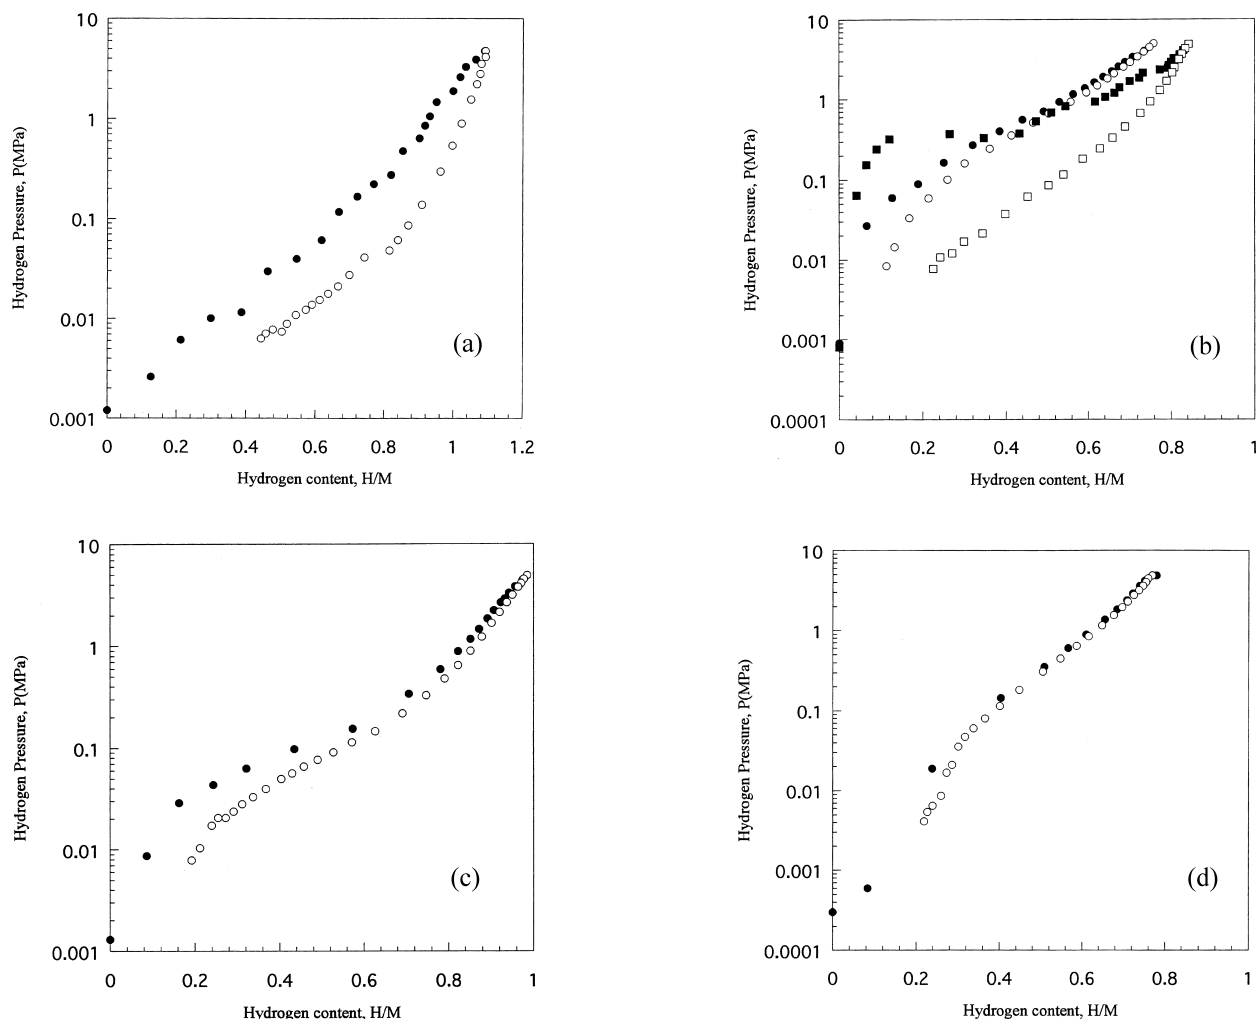 10
1
0.1
0.01
0.001
Hydrogen Pressure, P(MPa)
(a)
0 0.2 0.4 0.6 0.8 1 1.2
Hydrogen content, H/M
10
1
0.1
0.01
0.001
0.0001
Hydrogen Pressure, P(MPa)
(b)
0 0.2 0.4 0.6 0.8 1
Hydrogen content, H/M
10
1
0.1
0.01
0.001
Hydrogen Pressure, P(MPa)
(c)
0 0.2 0.4 0.6 0.8 1
Hydrogen content, H/M
10
1
0.1
0.01
0.001
0.0001
Hydrogen Pressure, P(MPa)
(d)
0 0.2 0.4 0.6 0.8 1
Hydrogen content, H/M